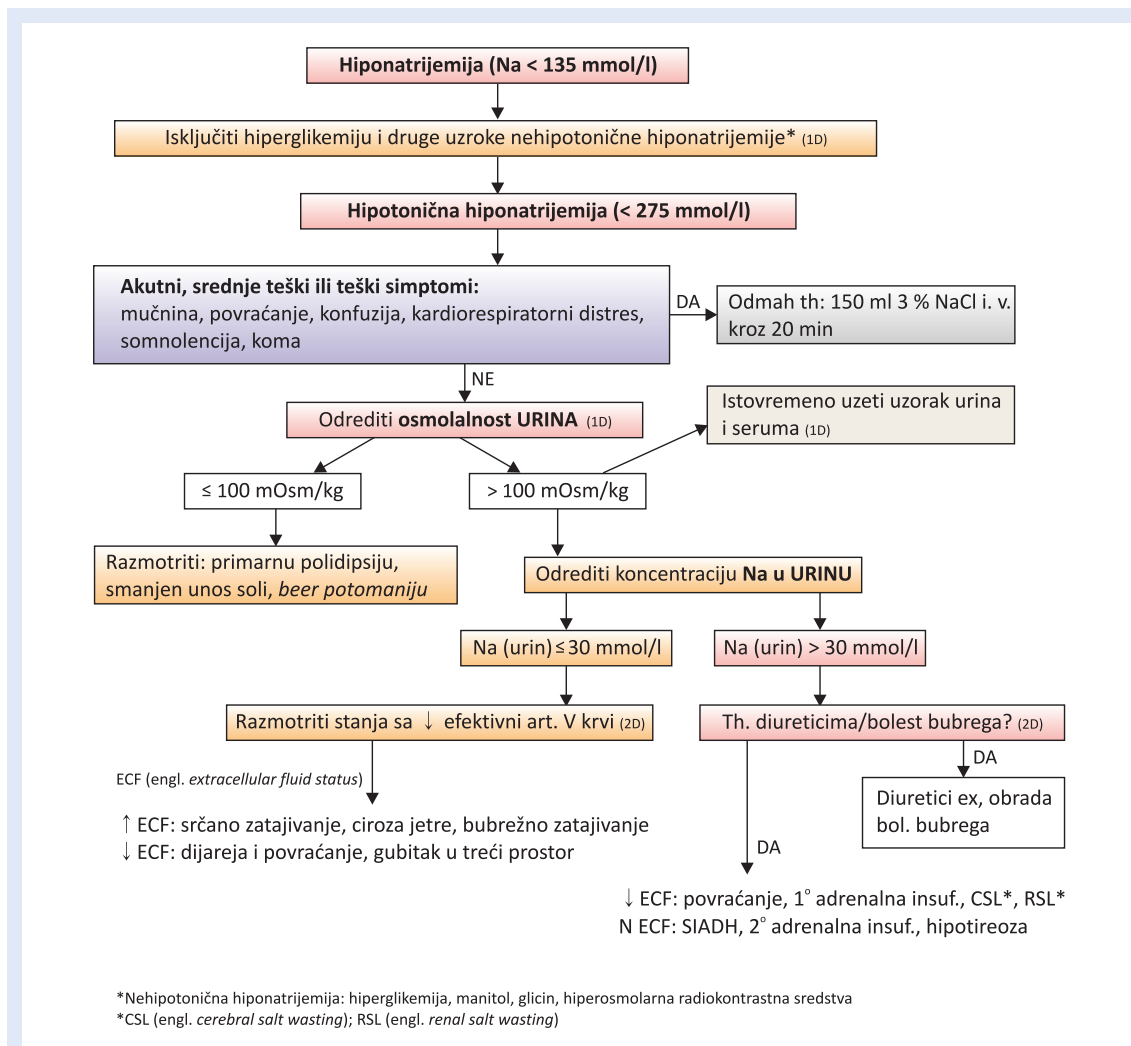 Hiponatrijemija (Na < 135 mmol/l)
Isključiti hiperglikemiju i druge uzroke nehipotonične hiponatrijemije* (1D)
Hipotonična hiponatrijemija (< 275 mmol/l)
Akutni, srednje teški ili teški simptomi:
mučnina, povraćanje, konfuzija, kardiorespiratorni distres,
somnolencija, koma
DA
Odmah th: 150 ml 3 % NaCl i. v.
kroz 20 min
NE
Odrediti osmolalnost URINA (1D)
Istovremeno uzeti uzorak urina
i seruma (1D)
≤ 100 mOsm/kg
> 100 mOsm/kg
Razmotriti: primarnu polidipsiju,
smanjen unos soli, beer potomaniju
Odrediti koncentraciju Na u URINU
Na (urin) ≤ 30 mmol/l
Na (urin) > 30 mmol/l
Razmotriti stanja sa ↓ efektivni art. V krvi (2D)
Th. diureticima/bolest bubrega? (2D)
ECF (engl. extracellular fluid status)
DA
Diuretici ex, obrada
bol. bubrega
↑ ECF: srčano zatajivanje, ciroza jetre, bubrežno zatajivanje
↓ ECF: dijareja i povraćanje, gubitak u treći prostor
DA
↓ ECF: povraćanje, 1° adrenalna insuf., CSL*, RSL*
N ECF: SIADH, 2° adrenalna insuf., hipotireoza
*Nehipotonična hiponatrijemija: hiperglikemija, manitol, glicin, hiperosmolarna radiokontrastna sredstva
*CSL (engl. cerebral salt wasting); RSL (engl. renal salt wasting)